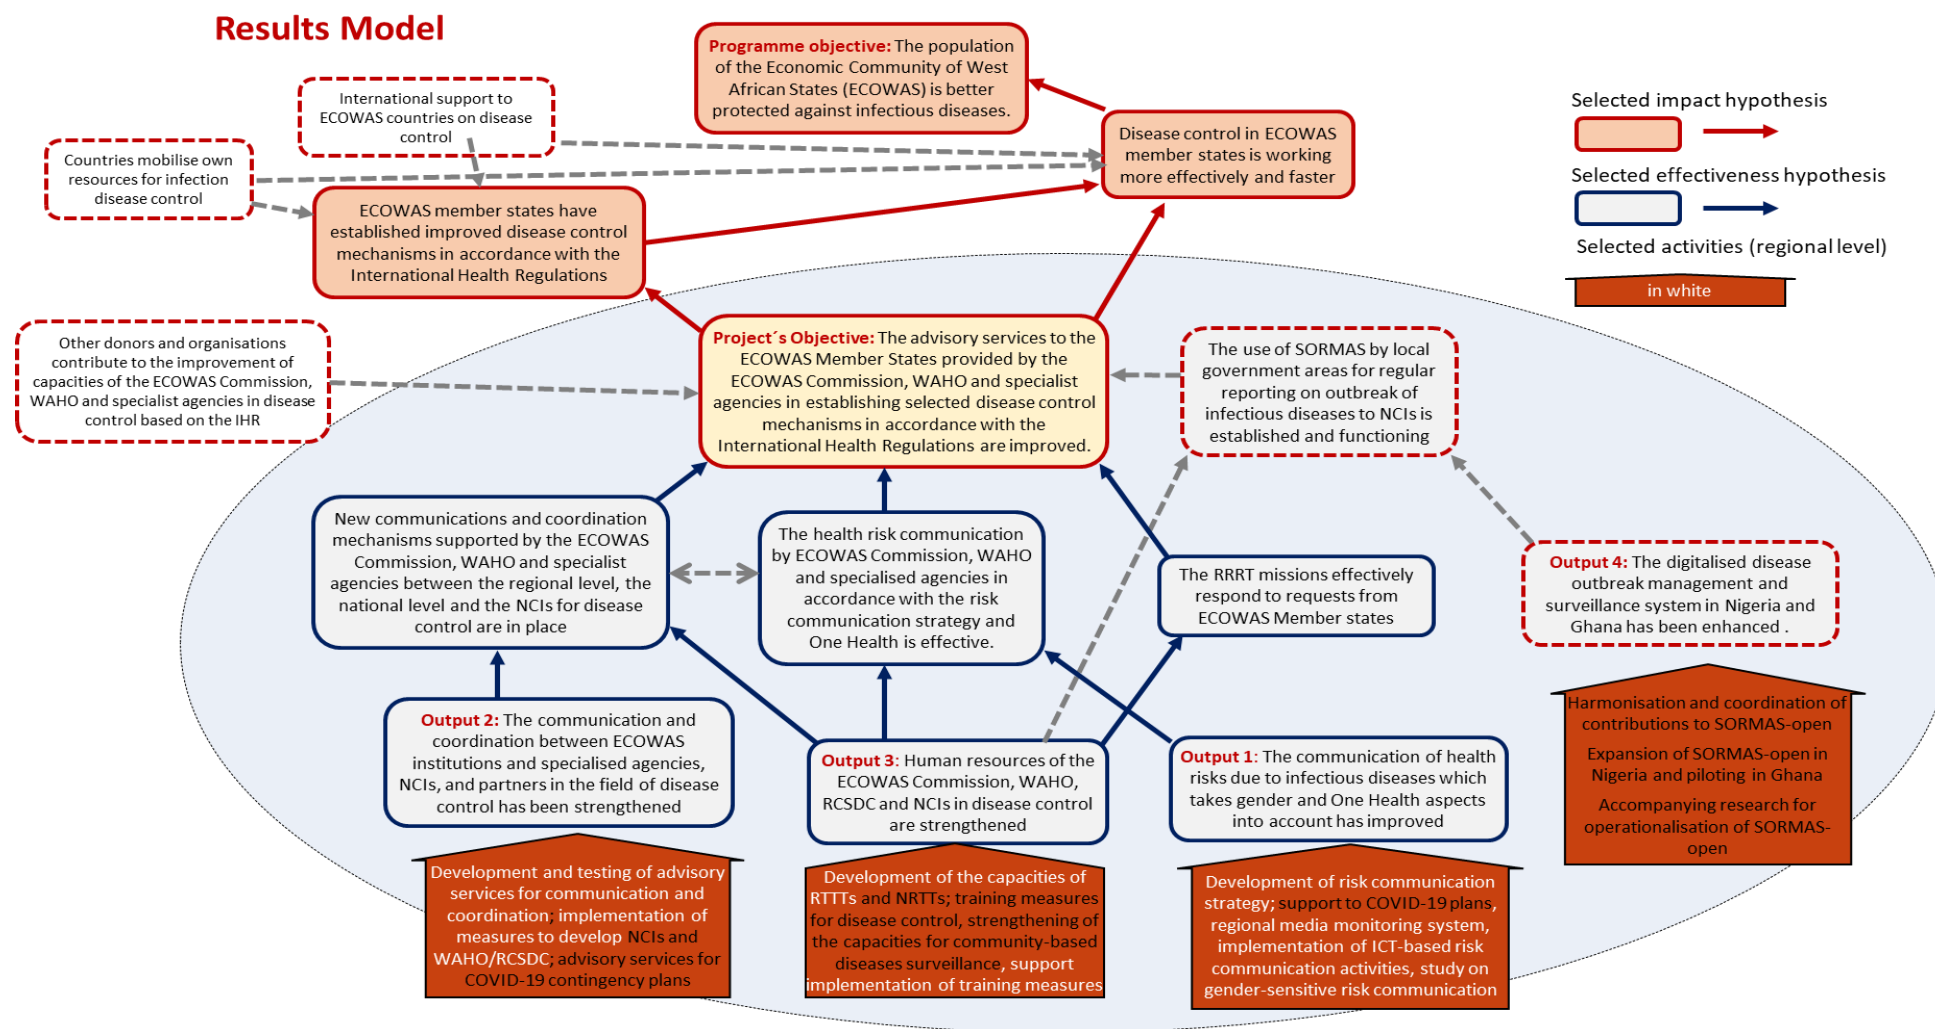 Results Model
Programme objective: The population
of the Economic Community of West
African States (ECOWAS) is better
protected against infectious diseases.
International support to
ECOWAS countries on disease
control
Countries mobilise own
resources for infection
disease control
Disease control in ECOWAS
member states is working
more effectively and faster
ECOWAS member states have
established improved disease control
mechanisms in accordance with the
International Health Regulations
Selected impact hypothesis
Selected effectiveness hypothesis
Selected activities (regional level)
in white
Other donors and organisations
contribute to the improvement of
capacities of the ECOWAS Commission,
WAHO and specialist agencies in disease
control based on the IHR
Project´s Objective: The advisory services to the
ECOWAS Member States provided by the
ECOWAS Commission, WAHO and specialist
agencies in establishing selected disease control
mechanisms in accordance with the
International Health Regulations are improved.
The use of SORMAS by local
government areas for regular
reporting on outbreak of
infectious diseases to NCIs is
established and functioning
New communications and coordination
mechanisms supported by the ECOWAS
Commission, WAHO and specialist
agencies between the regional level, the
national level and the NCIs for disease
control are in place
The health risk communication
by ECOWAS Commission, WAHO
and specialised agencies in
accordance with the risk
communication strategy and
One Health is effective.
The RRRT missions effectively
respond to requests from
ECOWAS Member states
Output 4: The digitalised disease
outbreak management and
surveillance system in Nigeria and
Ghana has been enhanced .
Output 2: The communication and
coordination between ECOWAS
institutions and specialised agencies,
NCIs, and partners in the field of disease
control has been strengthened
Output 3: Human resources of the
ECOWAS Commission, WAHO,
RCSDC and NCIs in disease control
are strengthened
Output 1: The communication of health
risks due to infectious diseases which
takes gender and One Health aspects
into account has improved
Harmonisation and coordination of
contributions to SORMAS-open
Expansion of SORMAS-open in
Nigeria and piloting in Ghana
Accompanying research for
operationalisation of SORMAS-
open
Development and testing of advisory
services for communication and
coordination; implementation of
measures to develop NCIs and
WAHO/RCSDC; advisory services for
COVID-19 contingency plans
Development of the capacities of
RTTTs and NRTTs; training measures
for disease control, strengthening of
the capacities for community-based
diseases surveillance, support
implementation of training measures
Development of risk communication
strategy; support to COVID-19 plans,
regional media monitoring system,
implementation of ICT-based risk
communication activities, study on
gender-sensitive risk communication